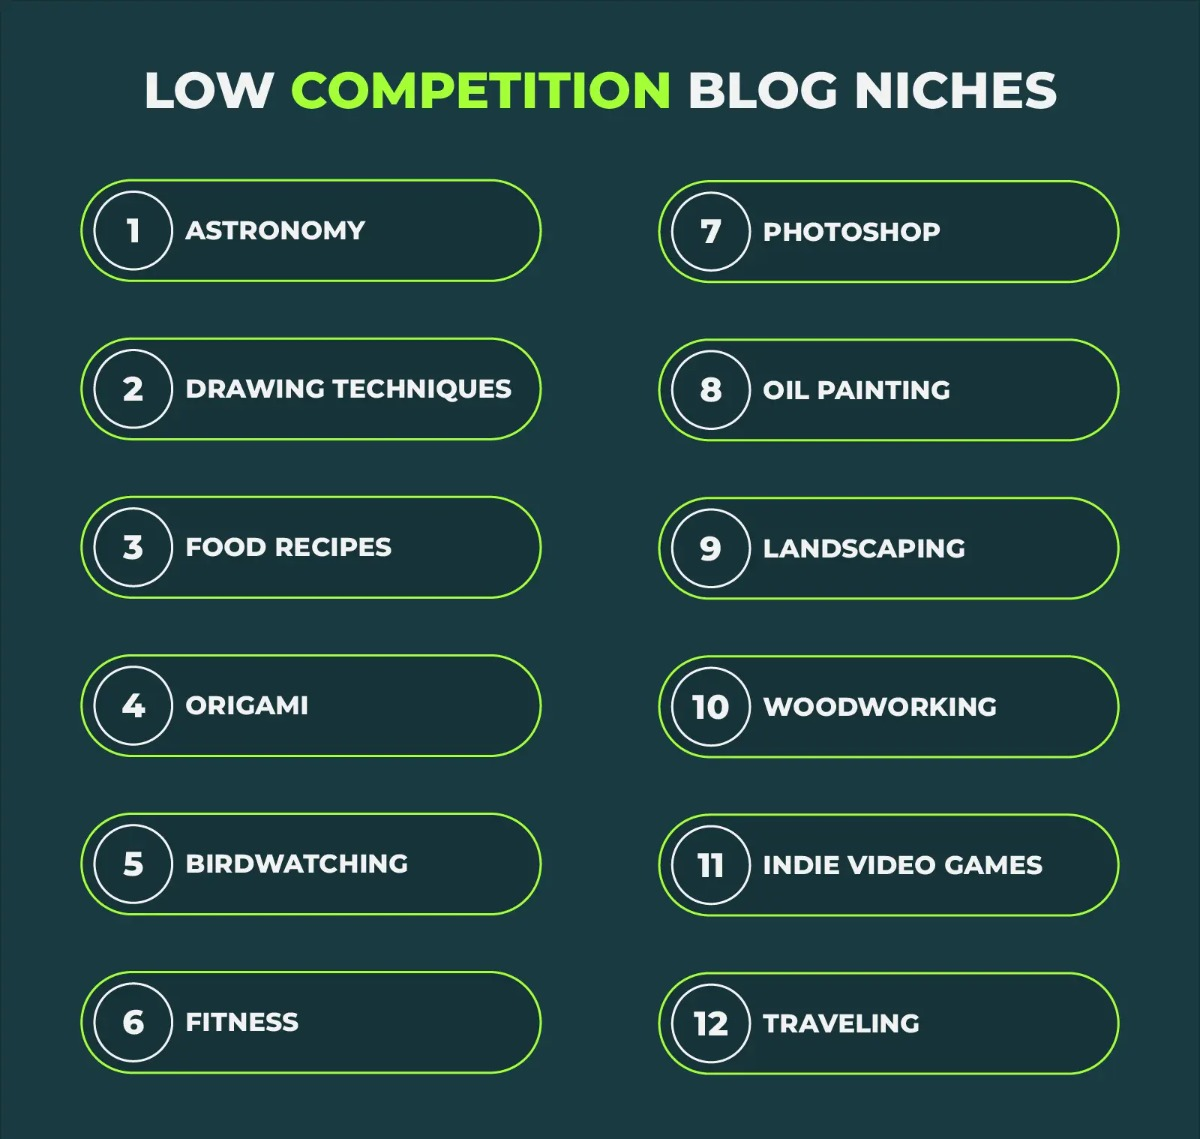 LOW COMPETITION BLOG NICHES
1 ASTRONOMY
2 DRAWING TECHNIQUES
3 FOOD RECIPES
4 ORIGAMI
5 BIRDWATCHING
6 FITNESS
7 PHOTOSHOP
8 OIL PAINTING
9 LANDSCAPING
10 WOODWORKING
11 INDIE VIDEO GAMES
12 TRAVELING